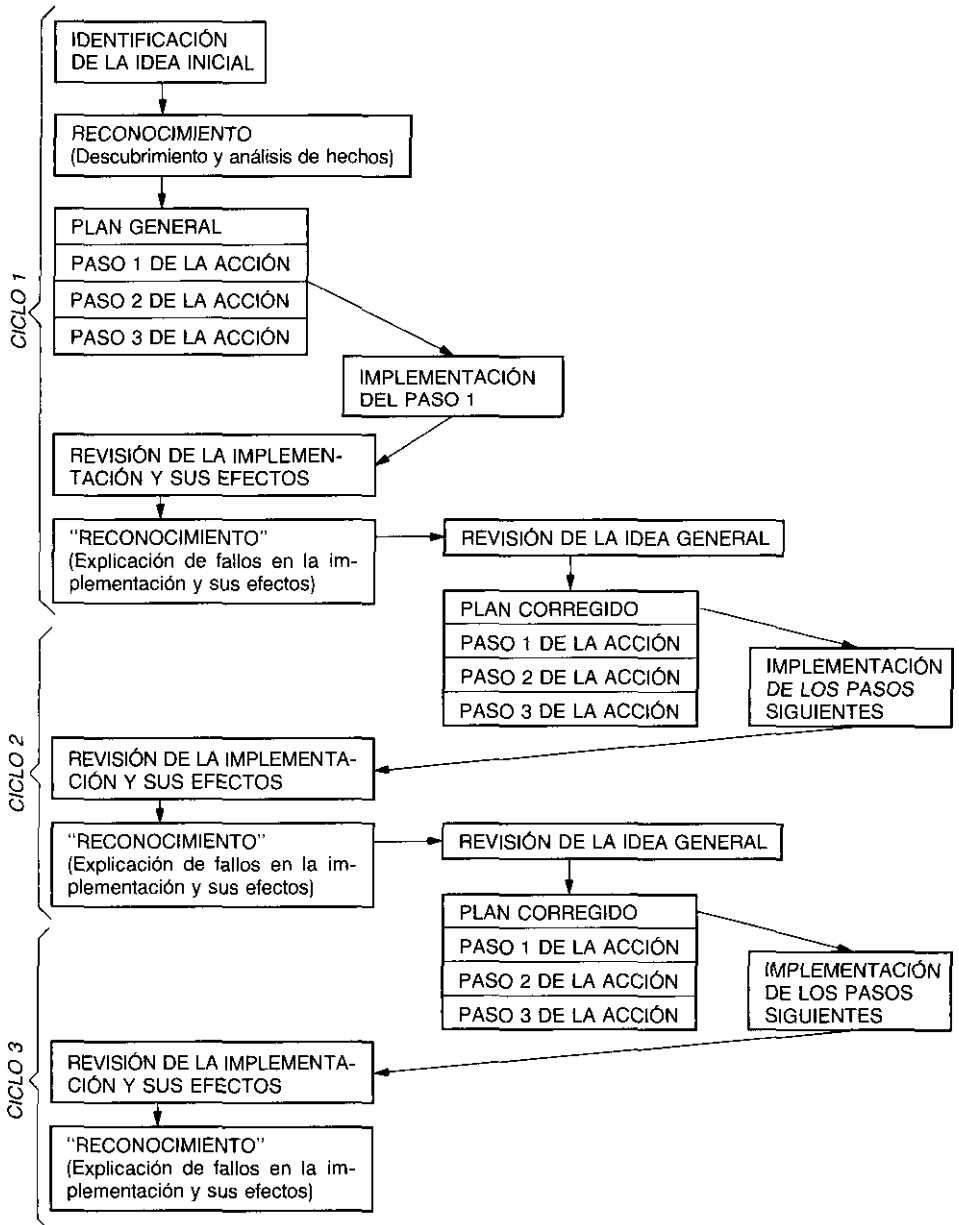 CICLO 1
IDENTIFICACIÓN
DE LA IDEA INICIAL
RECONOCIMIENTO
(Descubrimiento y análisis de hechos)
PLAN GENERAL
PASO 1 DE LA ACCIÓN
PASO 2 DE LA ACCIÓN
PASO 3 DE LA ACCIÓN
IMPLEMENTACIÓN
DEL PASO 1
REVISIÓN DE LA IMPLEMEN-
TACIÓN Y SUS EFECTOS
"RECONOCIMIENTO"
(Explicación de fallos en la im-
plementación y sus efectos)
REVISIÓN DE LA IDEA GENERAL
PLAN CORREGIDO
PASO 1 DE LA ACCIÓN
PASO 2 DE LA ACCIÓN
PASO 3 DE LA ACCIÓN
IMPLEMENTACIÓN
DE LOS PASOS
SIGUIENTES
CICLO 2
REVISIÓN DE LA IMPLEMENTA-
CIÓN Y SUS EFECTOS
"RECONOCIMIENTO"
(Explicación de fallos en la im-
plementación y sus efectos)
REVISIÓN DE LA IDEA GENERAL
PLAN CORREGIDO
PASO 1 DE LA ACCIÓN
PASO 2 DE LA ACCIÓN
PASO 3 DE LA ACCIÓN
IMPLEMENTACIÓN
DE LOS PASOS
SIGUIENTES
CICLO 3
REVISIÓN DE LA IMPLEMENTA-
CIÓN Y SUS EFECTOS
"RECONOCIMIENTO"
(Explicación de fallos en la im-
plementación y sus efectos)